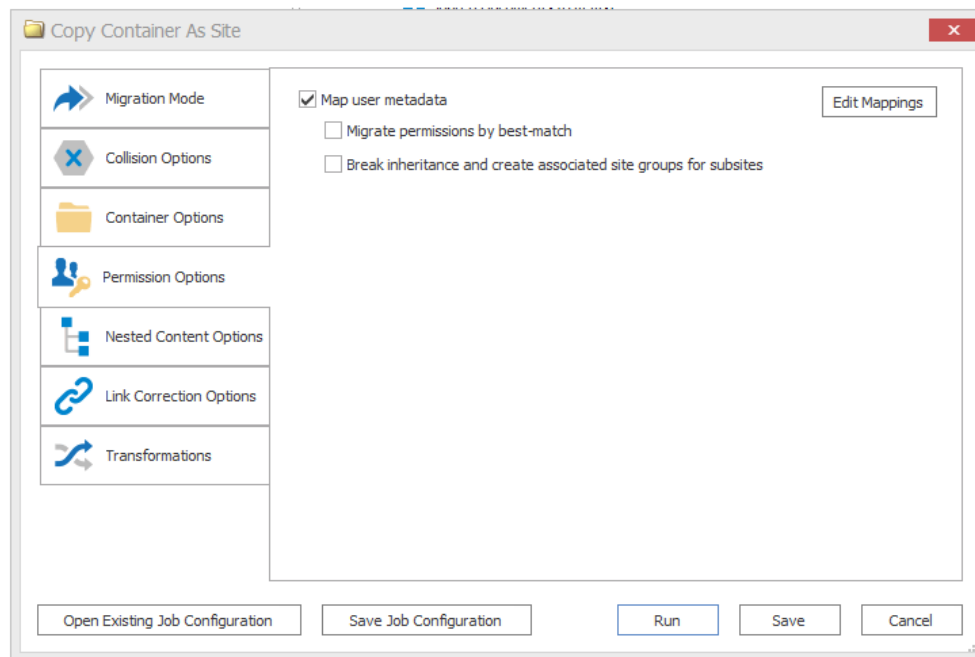 Copy Container As Site
Migration Mode
Collision Options
Container Options
Permission Options
Nested Content Options
Link Correction Options
Transformations
Map user metadata
Edit Mappings
Migrate permissions by best-match
Break inheritance and create associated site groups for subsites
Open Existing Job Configuration
Save Job Configuration
Run
Save
Cancel